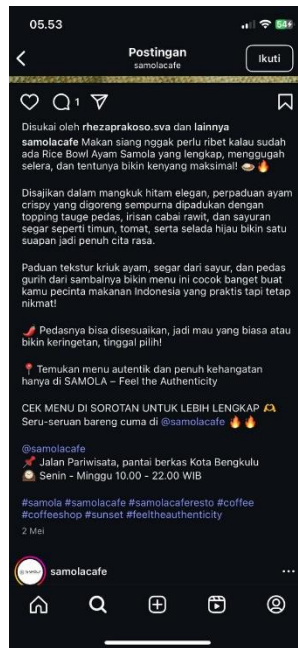 05.53
54
Postingan
samolacafe
Ikuti
1
Disukai oleh rhezaprakoso.sva dan lainnya
samolacafe Makan siang nggak perlu ribet kalau sudah
ada Rice Bowl Ayam Samola yang lengkap, menggugah
selera, dan tentunya bikin kenyang maksimal! 🍛🔥
Disajikan dalam mangkuk hitam elegan, perpaduan ayam
crispy yang digoreng sempurna dipadukan dengan
topping tauge pedas, irisan cabai rawit, dan sayuran
segar seperti timun, tomat, serta selada hijau bikin satu
suapan jadi penuh cita rasa.
Paduan tekstur kriuk ayam, segar dari sayur, dan pedas
gurih dari sambalnya bikin menu ini cocok banget buat
kamu pecinta makanan Indonesia yang praktis tapi tetap
nikmat!
🌶️ Pedasnya bisa disesuaikan, jadi mau yang biasa atau
bikin keringetan, tinggal pilih!
📍 Temukan menu autentik dan penuh kehangatan
hanya di SAMOLA – Feel the Authenticity
CEK MENU DI SOROTAN UNTUK LEBIH LENGKAP 🫶
Seru-seruan bareng cuma di @samolacafe 🔥🔥
@samolacafe
📌 Jalan Pariwisata, pantai berkas Kota Bengkulu
🕰️ Senin - Minggu 10.00 - 22.00 WIB
#samola #samolacafe #samolacaferesto #coffee
#coffeeshop #sunset #feeltheauthenticity
2 Mei
samolacafe